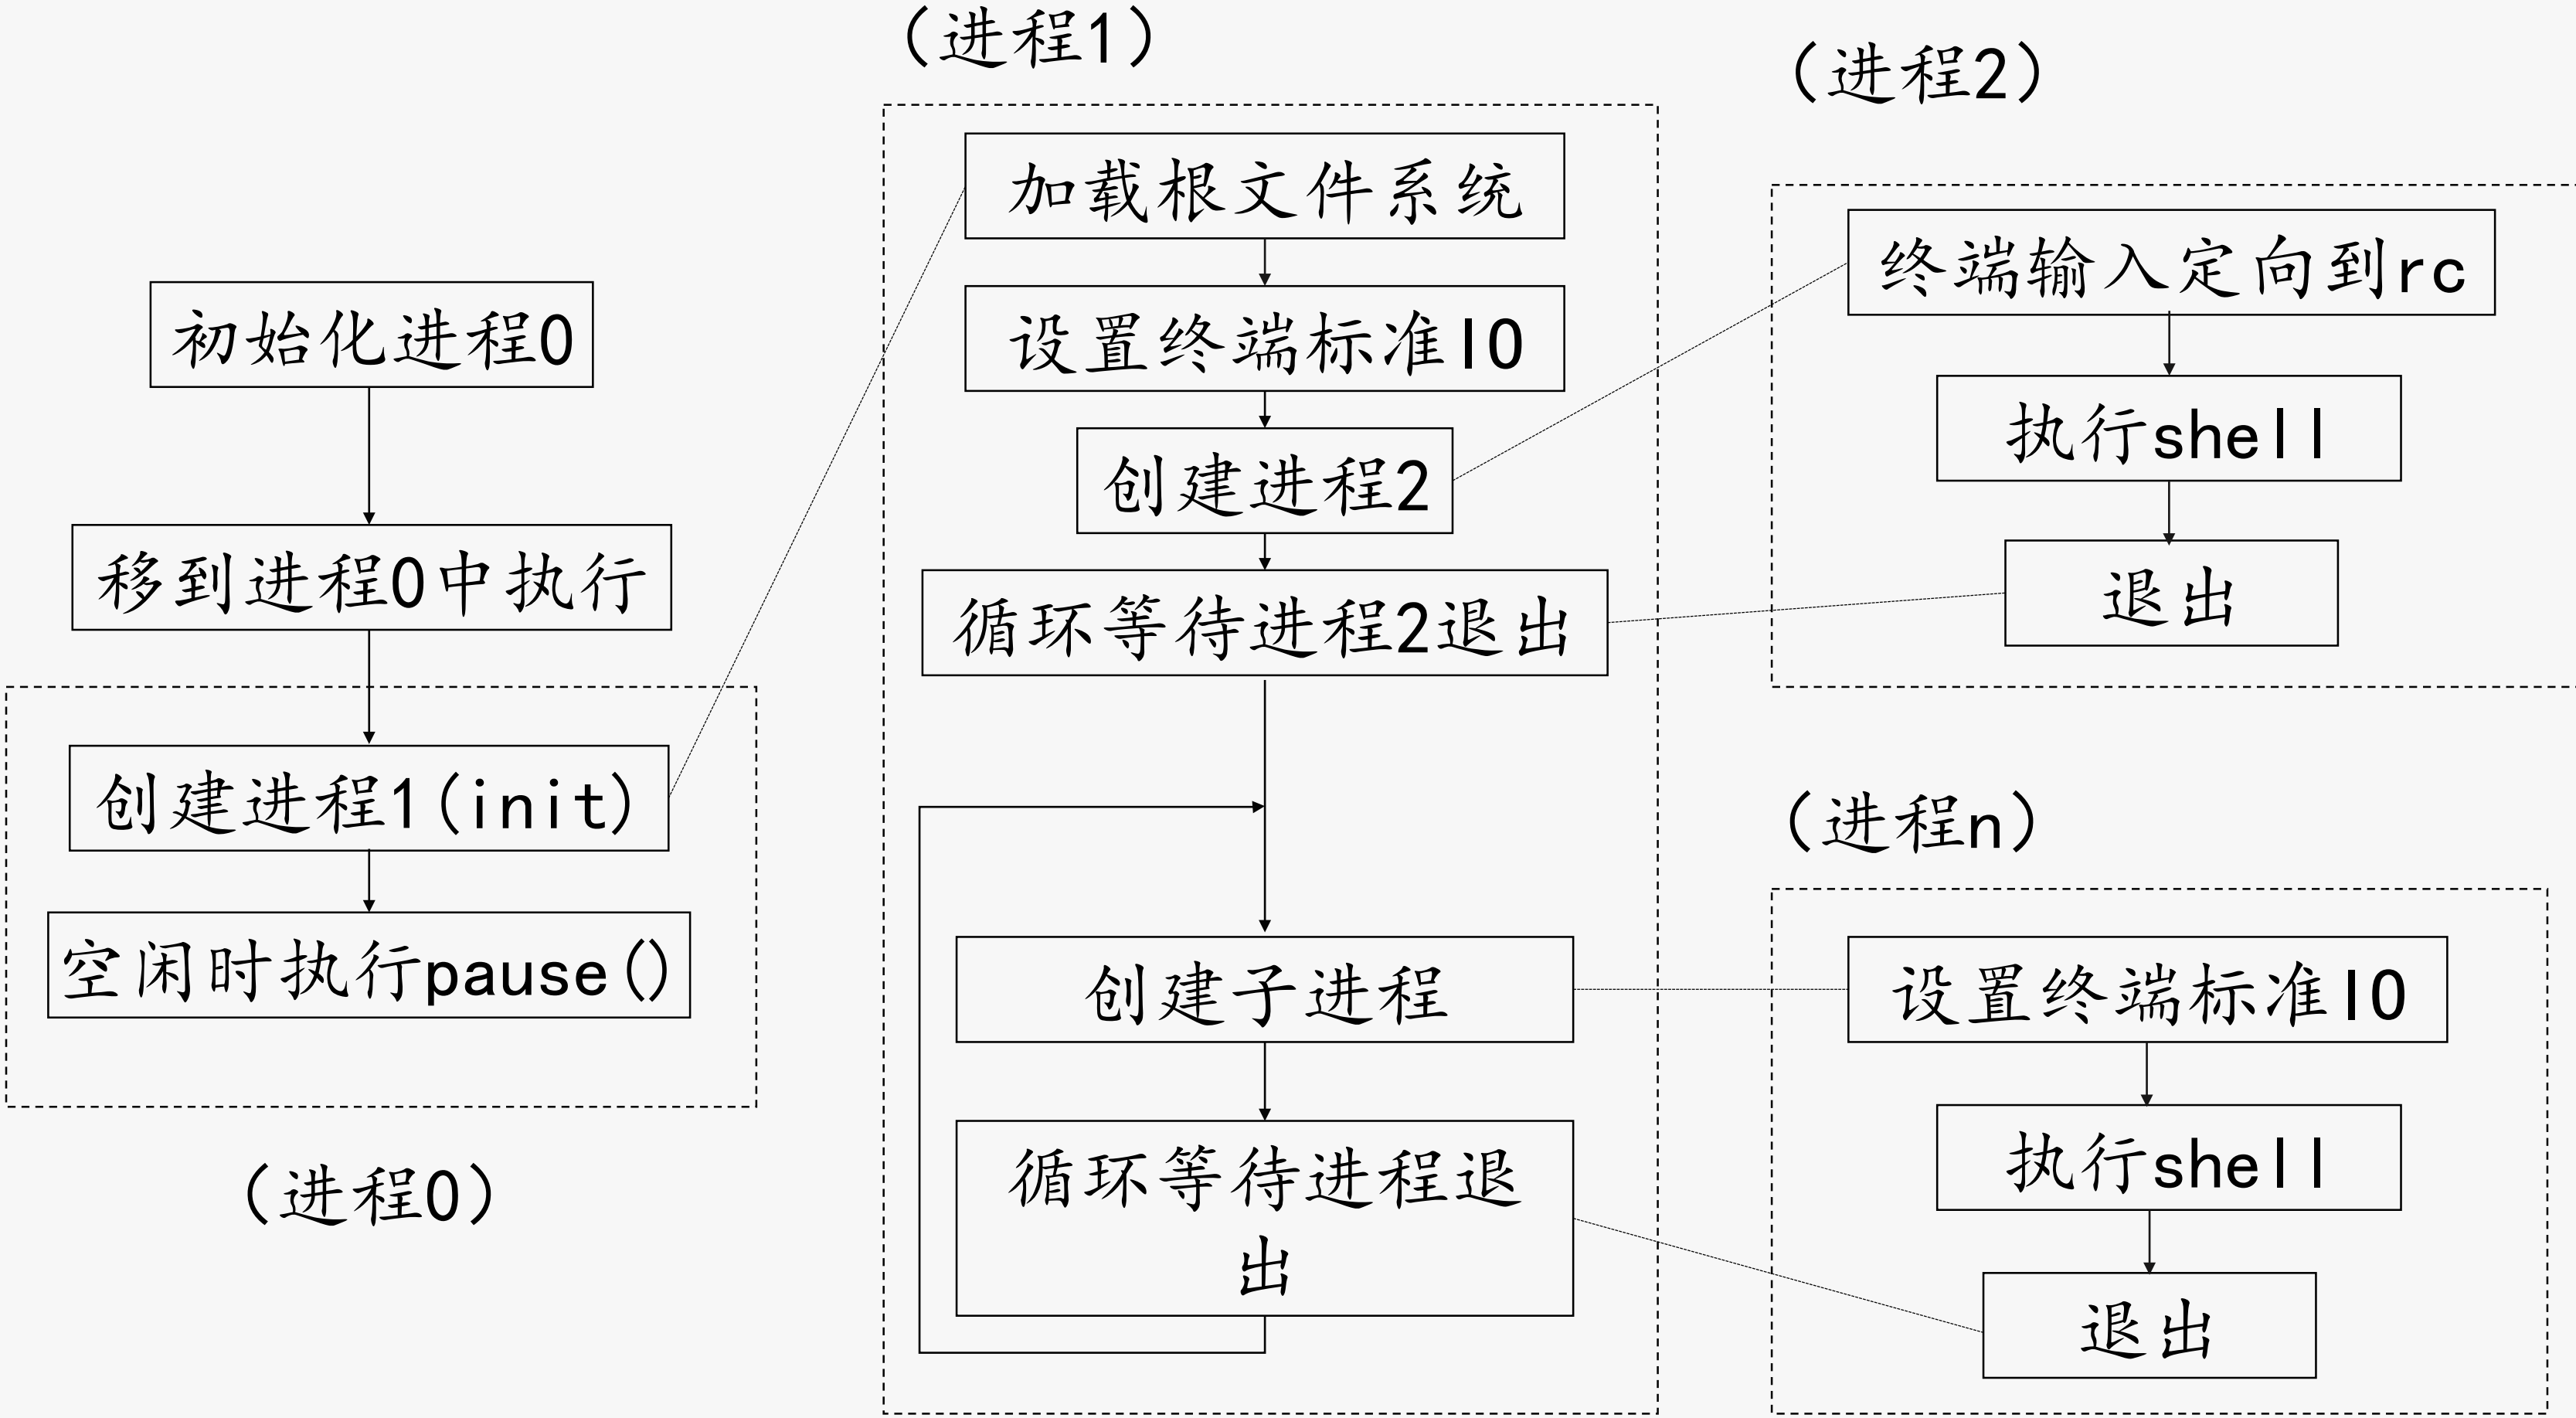 初始化进程0
移到进程0中执行
创建进程1(init)
空闲时执行pause()
（进程0）
（进程1）
加载根文件系统
设置终端标准IO
创建进程2
循环等待进程2退出
创建子进程
循环等待进程退
出
（进程2）
终端输入定向到rc
执行shell
退出
（进程n）
设置终端标准IO
执行shell
退出